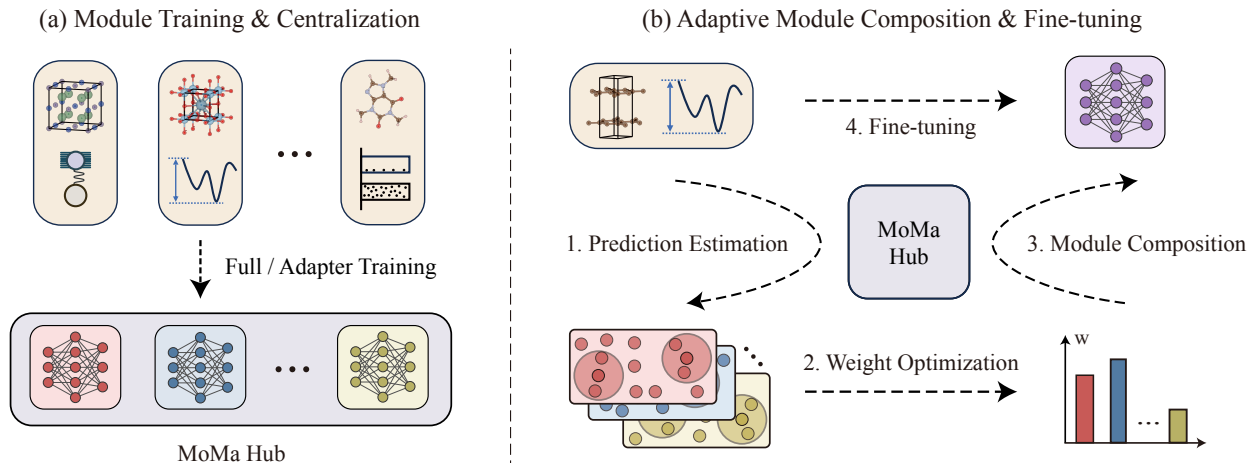 (a) Module Training & Centralization
Full / Adapter Training
MoMa Hub
(b) Adaptive Module Composition & Fine-tuning
4. Fine-tuning
1. Prediction Estimation
MoMa
Hub
3. Module Composition
2. Weight Optimization
w